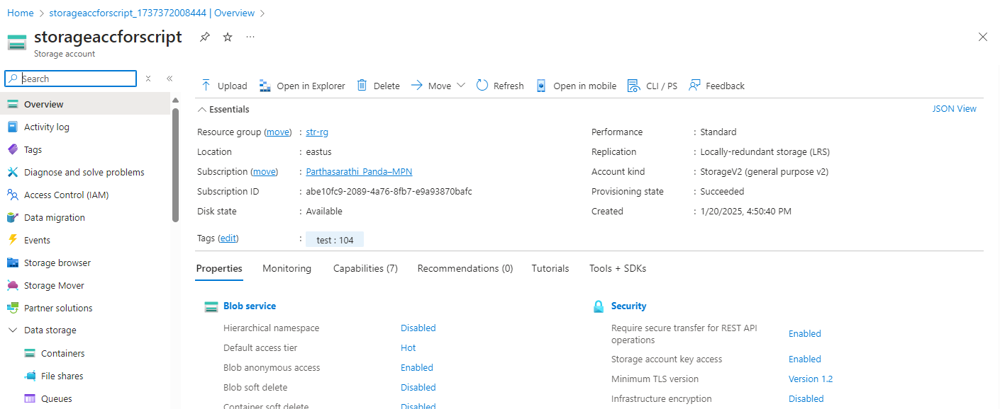 Home > storageaccforscript_1737372008444 | Overview >
storageaccforscript
Storage account
Search
Overview
Activity log
Tags
Diagnose and solve problems
Access Control (IAM)
Data migration
Events
Storage browser
Storage Mover
Partner solutions
Data storage
Containers
File shares
Queues
Upload Open in Explorer Delete Move Refresh Open in mobile CLI / PS Feedback
Essentials JSON View
Resource group (move) : str-rg
Location : eastus
Subscription (move) : Parthasarathi Panda–MPN
Subscription ID : abe10fc9-2089-4a76-8fb7-e9a93870bafc
Disk state : Available
Tags (edit) : test : 104
Performance : Standard
Replication : Locally-redundant storage (LRS)
Account kind : StorageV2 (general purpose v2)
Provisioning state : Succeeded
Created : 1/20/2025, 4:50:40 PM
Properties Monitoring Capabilities (7) Recommendations (0) Tutorials Tools + SDKs
Blob service
Hierarchical namespace Disabled
Default access tier Hot
Blob anonymous access Enabled
Blob soft delete Disabled
Container soft delete Disabled
Security
Require secure transfer for REST API
operations Enabled
Storage account key access Enabled
Minimum TLS version Version 1.2
Infrastructure encryption Disabled